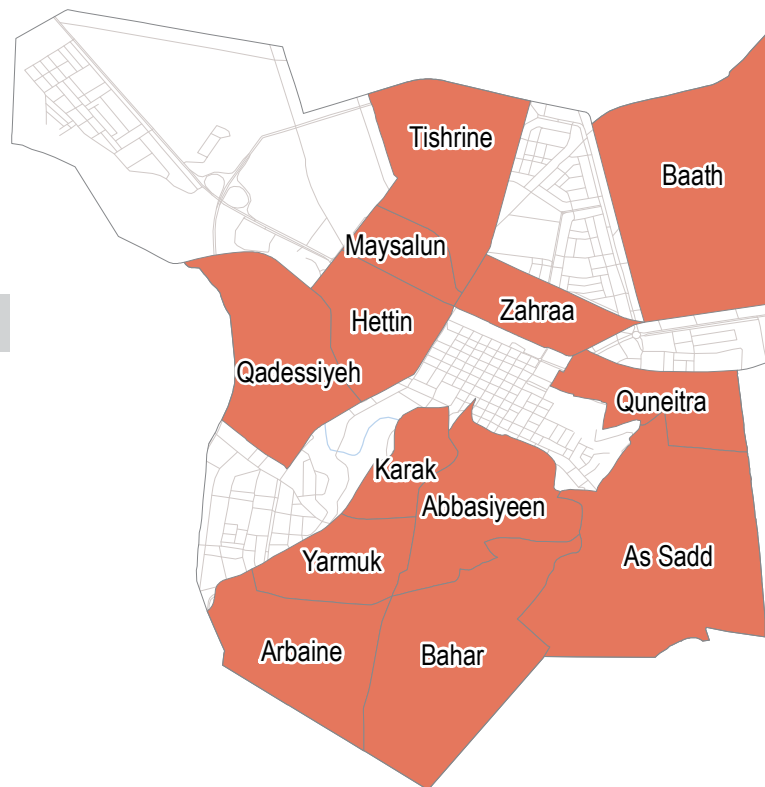 Tishrine
Baath
Maysalun
Zahraa
Hettin
Qadessiyeh
Quneitra
Karak
Abbasiyeen
Yarmuk
As Sadd
Arbaine
Bahar